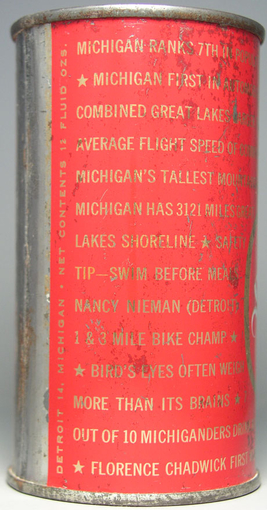 MICHIGAN RANKS 7TH
★ MICHIGAN FIRST IN
COMBINED GREAT LAKES
AVERAGE FLIGHT SPEED OF
MICHIGAN'S TALLEST
MICHIGAN HAS 3121 MILES
LAKES SHORELINE ★
TIP—SWIM BEFORE MEALS
NANCY NIEMAN (DETROIT)
1 & 3 MILE BIKE CHAMP ★
★ BIRD'S EYES OFTEN
MORE THAN ITS BRAINS ★
OUT OF 10 MICHIGANDERS
★ FLORENCE CHADWICK FIRST
DETROIT 14, MICHIGAN • NET CONTENTS 12 FLUID OZS.